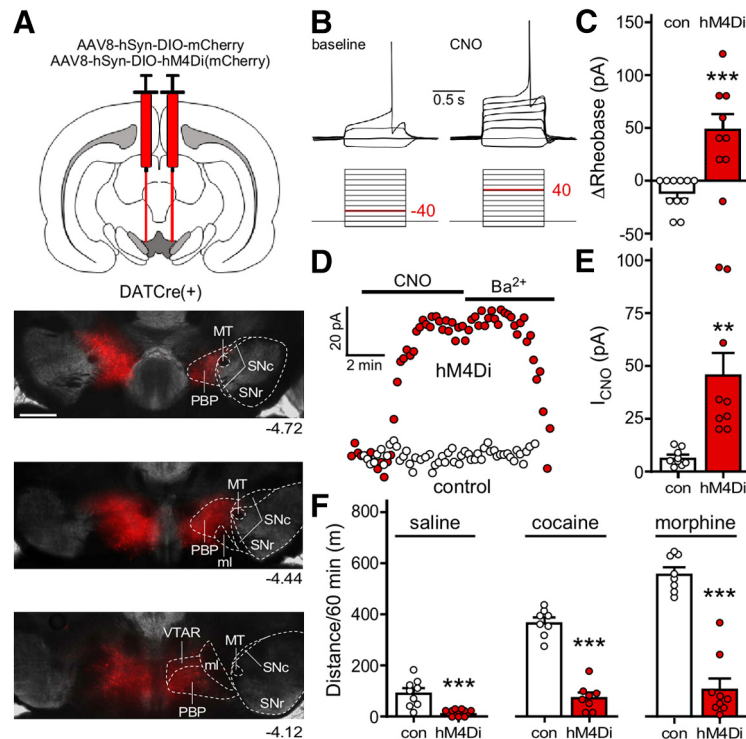 A
AAV8-hSyn-DIO-mCherry
AAV8-hSyn-DIO-hM4Di(mCherry)
DATCre(+)
MT
SNc
SNr
PBP
-4.72
MT
SNc
PBP
SNr
ml
-4.44
VTAR
MT
ml
SNc
SNr
PBP
-4.12
B
baseline
CNO
0.5 s
-40
40
C
con hM4Di
ΔRheobase (pA)
150
100
50
0
-50
***
D
CNO
Ba2+
20 pA
2 min
hM4Di
control
E
ICNO (pA)
100
75
50
25
0
**
con hM4Di
F
Distance/60 min (m)
800
600
400
200
0
saline
cocaine
morphine
***
***
***
con hM4Di
con hM4Di
con hM4Di